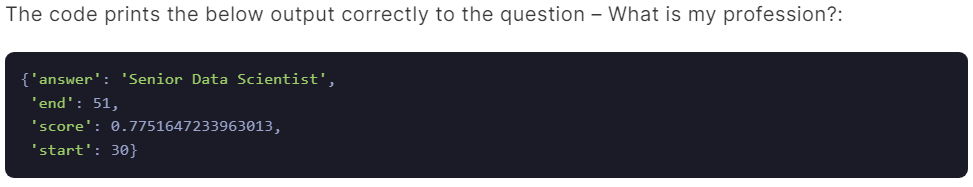 The code prints the below output correctly to the question – What is my profession?:
{'answer': 'Senior Data Scientist',
'end': 51,
'score': 0.7751647233963013,
'start': 30}